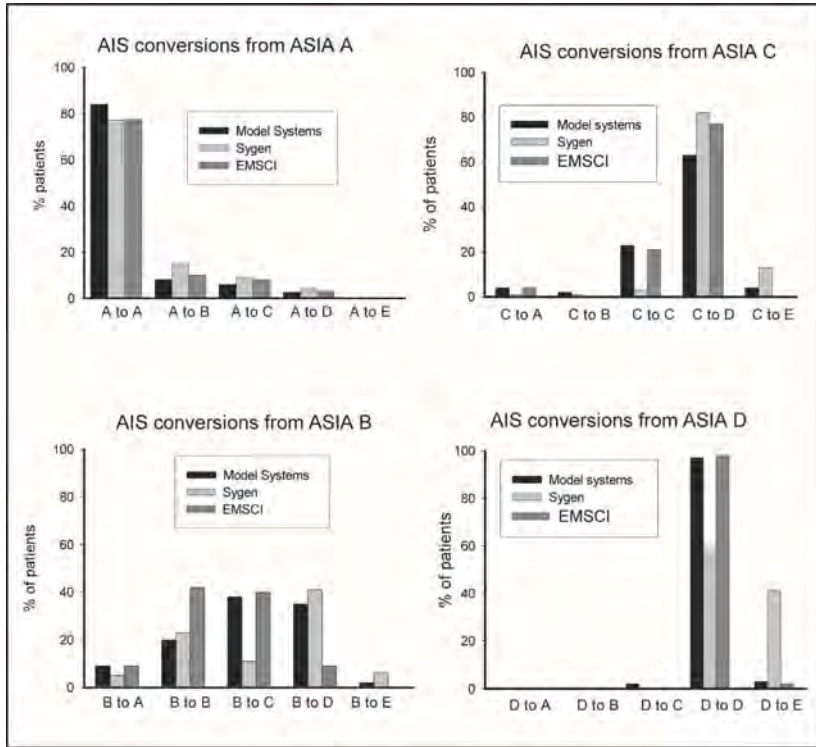 AIS conversions from ASIA A
100
80
60
40
20
0
% patients
Model Systems
Sygen
EMSCI
A to A A to B A to C A to D A to E
AIS conversions from ASIA C
100
80
60
40
20
0
% of patients
Model systems
Sygen
EMSCI
C to A C to B C to C C to D C to E
AIS conversions from ASIA B
100
80
60
40
20
0
% of patients
Model Systems
Sygen
EMSCI
B to A B to B B to C B to D B to E
AIS conversions from ASIA D
100
80
60
40
20
0
% of patients
Model systems
Sygen
EMSCI
D to A D to B D to C D to D D to E